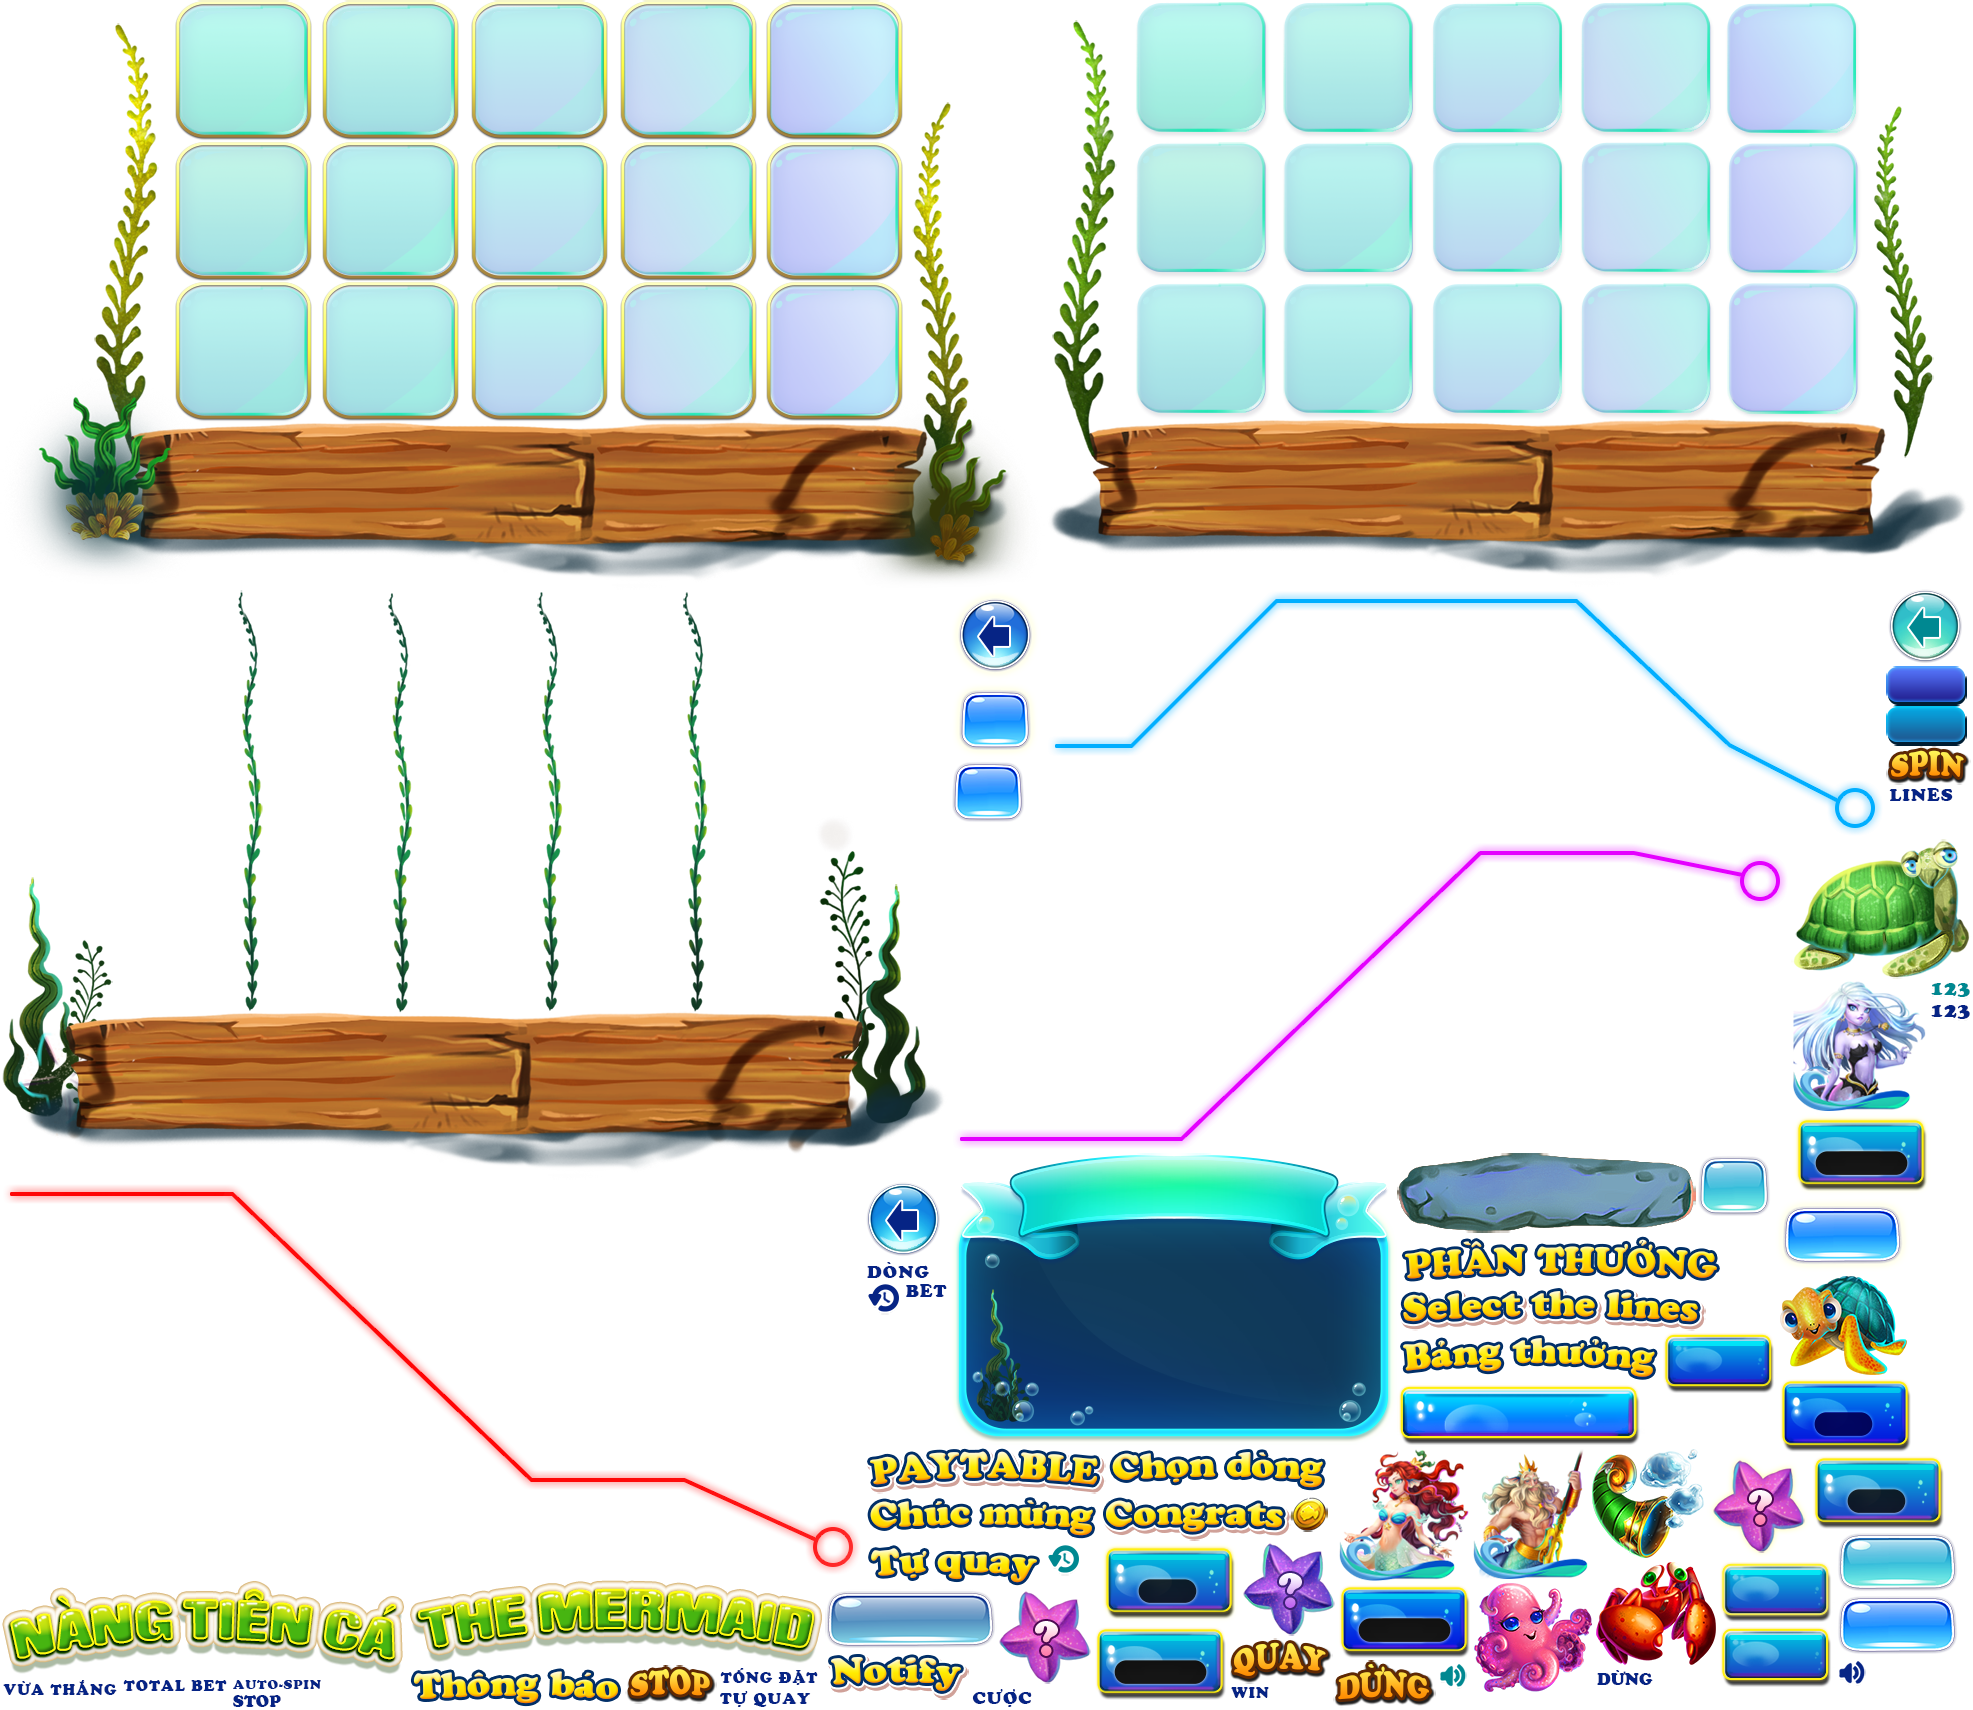 SPIN
LINES
123
123
DÒNG
BET
PHẦN THƯỞNG
Select the lines
Bảng thưởng
PAYTABLE Chọn dòng
Chúc mừng Congrats
Tự quay
?
?
?
NÀNG TIÊN CÁ
THE MERMAID
Thông báo
STOP
TỔNG ĐẶT
TỰ QUAY
Notify
CƯỢC
QUAY
WIN
DỪNG
DỪNG
VỪA THẮNG
TOTAL BET
AUTO-SPIN
STOP